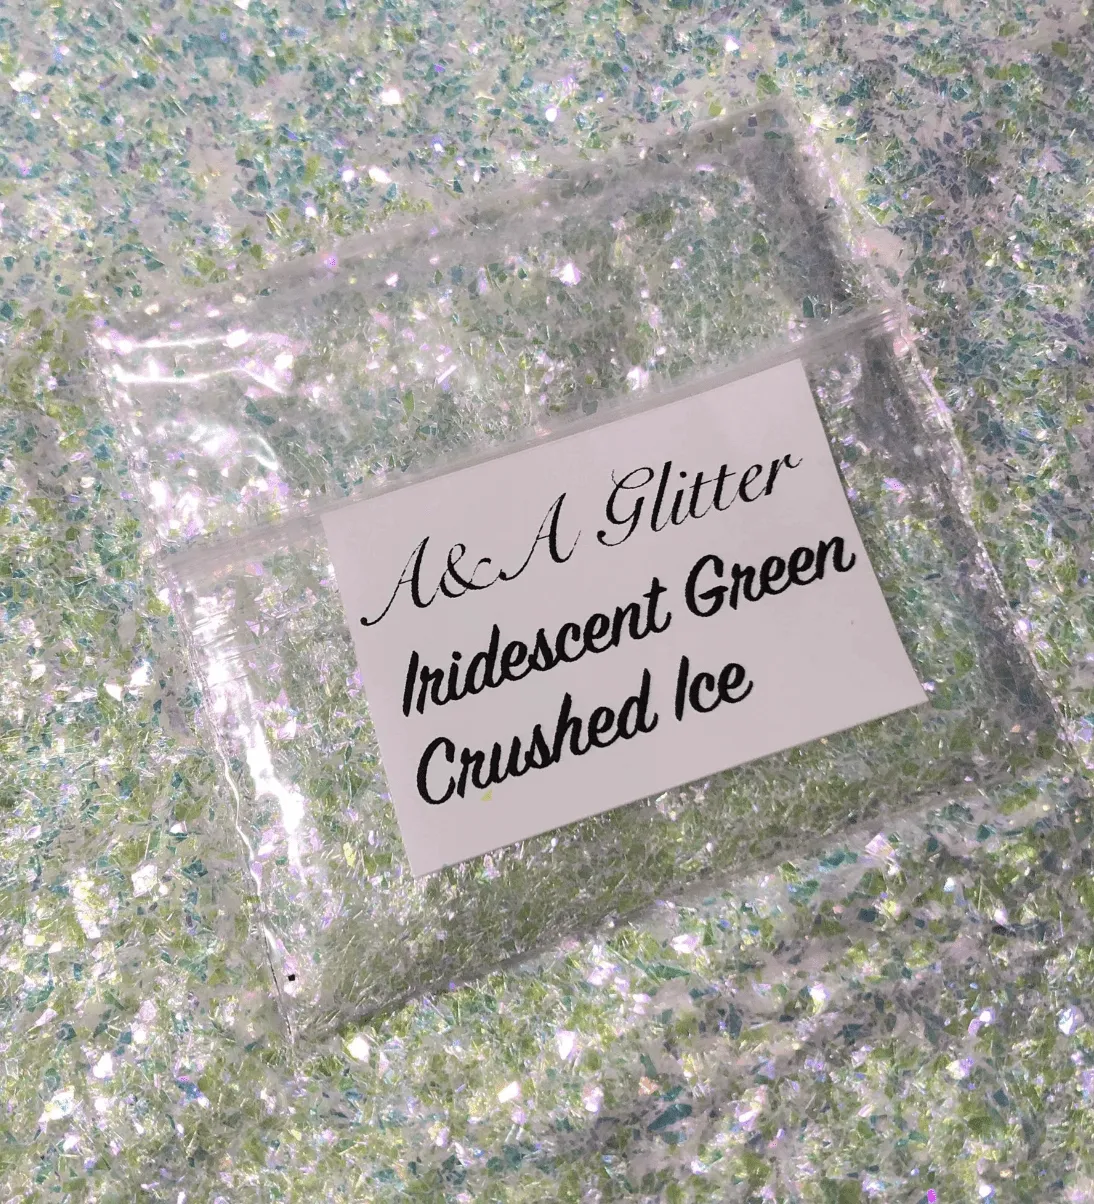 A&A Glitter
Iridescent Green
Crushed Ice